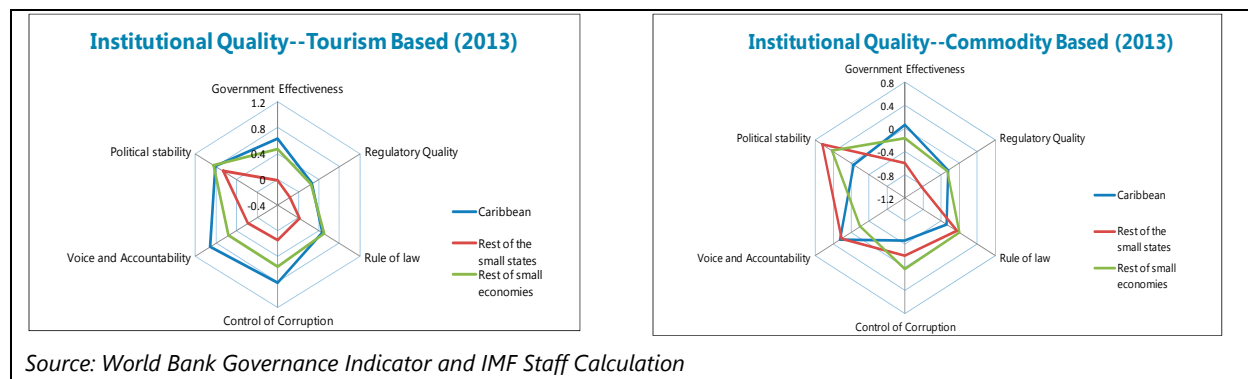 Institutional Quality--Tourism Based (2013)
Government Effectiveness
1.2
0.8
0.4
0
-0.4
Political stability
Regulatory Quality
Voice and Accountability
Rule of law
Control of Corruption
Caribbean
Rest of the
small states
Rest of small
economies
Institutional Quality--Commodity Based (2013)
Government Effectiveness
0.8
0.4
0
-0.4
-0.8
-1.2
Political stability
Regulatory Quality
Voice and Accountability
Rule of law
Control of Corruption
Caribbean
Rest of the
small states
Rest of small
economies
Source: World Bank Governance Indicator and IMF Staff Calculation